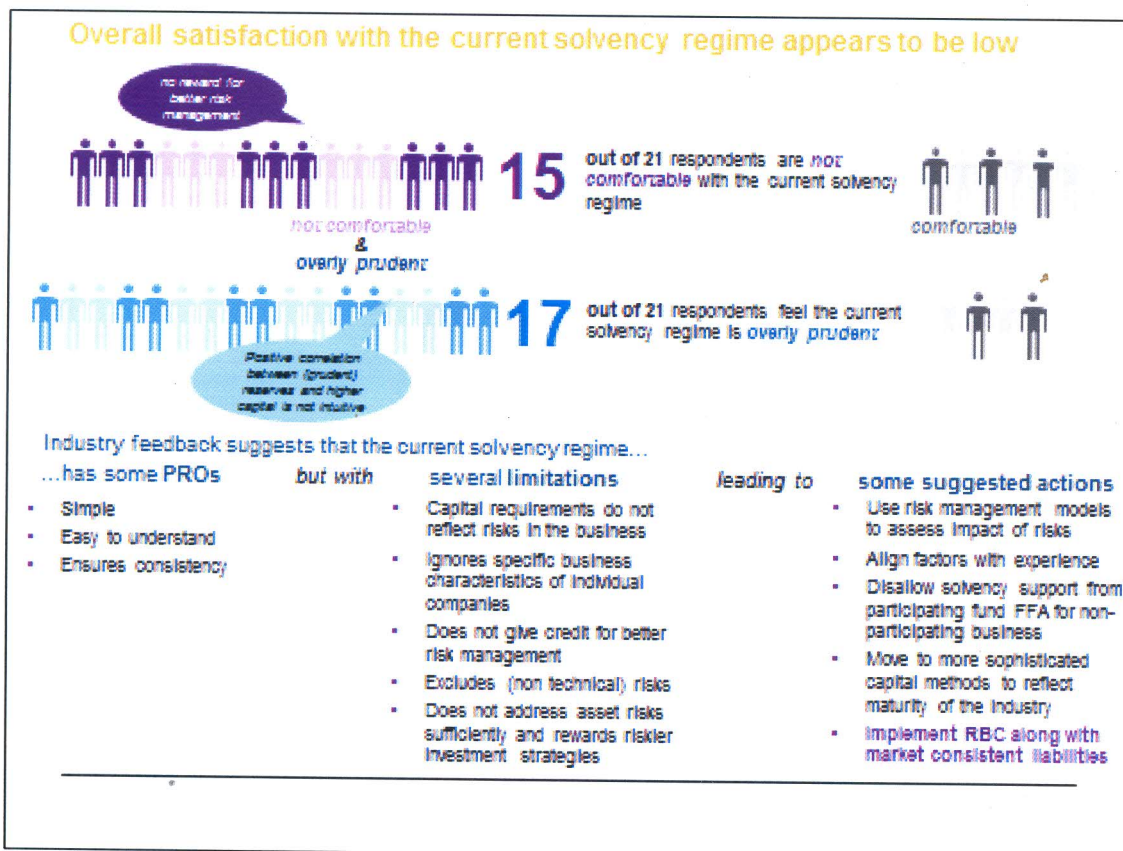 Overall satisfaction with the current solvency regime appears to be low
no reward for
better risk
management
15
out of 21 respondents are not
comfortable with the current solvency
regime
not comfortable
&
overly prudent
comfortable
17
out of 21 respondents feel the current
solvency regime is overly prudent
Positive correlation
between (prudent)
reserves and higher
capital is not intuitive
Industry feedback suggests that the current solvency regime...
...has some PROs
▪ Simple
▪ Easy to understand
▪ Ensures consistency
but with
several limitations
▪ Capital requirements do not
reflect risks in the business
▪ Ignores specific business
characteristics of individual
companies
▪ Does not give credit for better
risk management
▪ Excludes (non technical) risks
▪ Does not address asset risks
sufficiently and rewards riskier
investment strategies
leading to
some suggested actions
▪ Use risk management models
to assess impact of risks
▪ Align factors with experience
▪ Disallow solvency support from
participating fund FFA for non-
participating business
▪ Move to more sophisticated
capital methods to reflect
maturity of the industry
▪ Implement RBC along with
market consistent liabilities